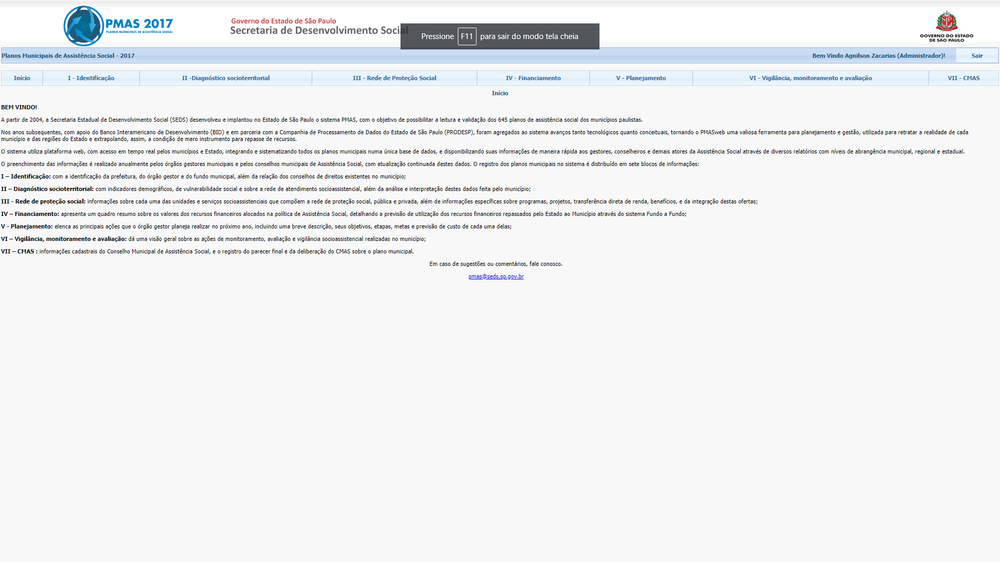 PMAS 2017
PLANOS MUNICIPAIS DE ASSISTÊNCIA SOCIAL
Governo do Estado de São Paulo
Secretaria de Desenvolvimento Social
Pressione F11 para sair do modo tela cheia
STP
GOVERNO DO ESTADO
DE SÃO PAULO
Planos Municipais de Assistência Social - 2017
Bem Vindo Agnilson Zacarias (Administrador)!
Sair
Início
I - Identificação
II -Diagnóstico socioterritorial
III - Rede de Proteção Social
IV - Financiamento
V - Planejamento
VI - Vigilância, monitoramento e avaliação
VII - CMAS
Início
BEM VINDO!
A partir de 2004, a Secretaria Estadual de Desenvolvimento Social (SEDS) desenvolveu e implantou no Estado de São Paulo o sistema PMAS, com o objetivo de possibilitar a leitura e validação dos 645 planos de assistência social dos municípios paulistas.
Nos anos subsequentes, com apoio do Banco Interamericano de Desenvolvimento (BID) e em parceria com a Companhia de Processamento de Dados do Estado de São Paulo (PRODESP), foram agregados ao sistema avanços tanto tecnológicos quanto conceituais, tornando o PMASweb uma valiosa ferramenta para planejamento e gestão, utilizada para retratar a realidade de cada
município e das regiões do Estado e extrapolando, assim, a condição de mero instrumento para repasse de recursos.
O sistema utiliza plataforma web, com acesso em tempo real pelos municípios e Estado, integrando e sistematizando todos os planos municipais numa única base de dados, e disponibilizando suas informações de maneira rápida aos gestores, conselheiros e demais atores da Assistência Social através de diversos relatórios com níveis de abrangência municipal, regional e estadual.
O preenchimento das informações é realizado anualmente pelos órgãos gestores municipais e pelos conselhos municipais de Assistência Social, com atualização continuada destes dados. O registro dos planos municipais no sistema é distribuído em sete blocos de informações:
I – Identificação: com a identificação da prefeitura, do órgão gestor e do fundo municipal, além da relação dos conselhos de direitos existentes no município;
II – Diagnóstico socioterritorial: com indicadores demográficos, de vulnerabilidade social e sobre a rede de atendimento socioassistencial, além da análise e interpretação destes dados feita pelo município;
III - Rede de proteção social: informações sobre cada uma das unidades e serviços socioassistenciais que compõem a rede de proteção social, pública e privada, além de informações específicas sobre programas, projetos, transferência direta de renda, benefícios, e da integração destas ofertas;
IV – Financiamento: apresenta um quadro resumo sobre os valores dos recursos financeiros alocados na política de Assistência Social, detalhando a previsão de utilização dos recursos financeiros repassados pelo Estado ao Município através do sistema Fundo a Fundo;
V - Planejamento: elenca as principais ações que o órgão gestor planeja realizar no próximo ano, incluindo uma breve descrição, seus objetivos, etapas, metas e previsão de custo de cada uma delas;
VI – Vigilância, monitoramento e avaliação: dá uma visão geral sobre as ações de monitoramento, avaliação e vigilância socioassistencial realizadas no município;
VII – CMAS : informações cadastrais do Conselho Municipal de Assistência Social, e o registro do parecer final e da deliberação do CMAS sobre o plano municipal.
Em caso de sugestões ou comentários, fale conosco.
pmas@seds.sp.gov.br